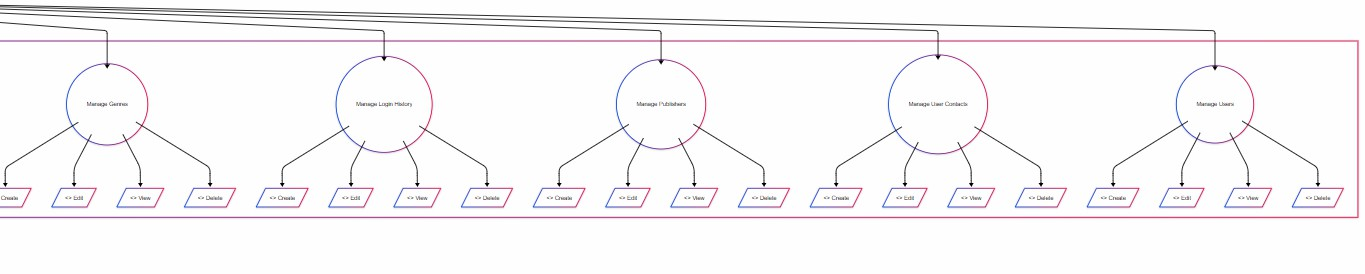 Manage Genres
Manage Login History
Manage Publishers
Manage User Contacts
Manage Users
Create
<> Edit
<> View
<> Delete
<> Create
<> Edit
<> View
<> Delete
<> Create
<> Edit
<> View
<> Delete
<> Create
<> Edit
<> View
<> Delete
<> Create
<> Edit
<> View
<> Delete